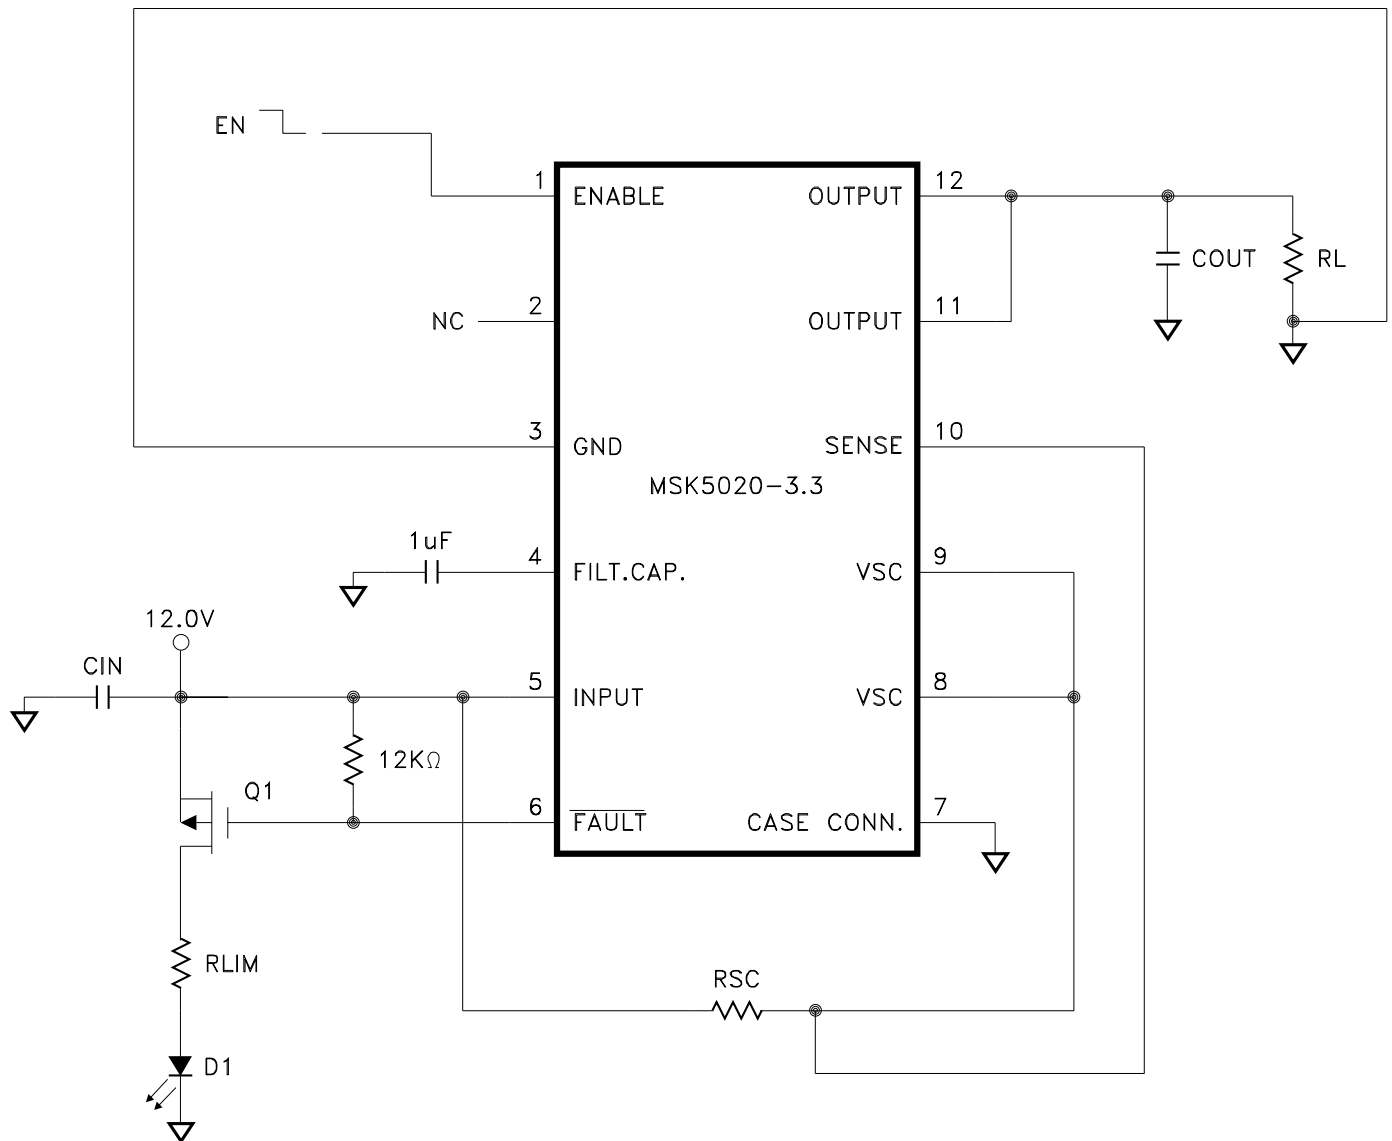 EN
1
ENABLE
OUTPUT
12
COUT
RL
NC
2
OUTPUT
11
3
GND
SENSE
10
MSK5020-3.3
1uF
4
FILT.CAP.
VSC
9
12.0V
CIN
5
INPUT
VSC
8
12KΩ
Q1
6
FAULT
CASE CONN.
7
RLIM
RSC
D1